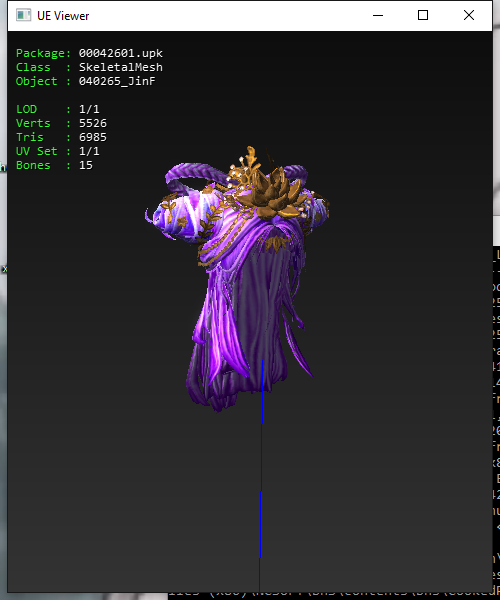 UE Viewer
Package: 00042601.upk
Class : SkeletalMesh
Object : 040265_JinF
LOD : 1/1
Verts : 5526
Tris : 6985
UV Set : 1/1
Bones : 15